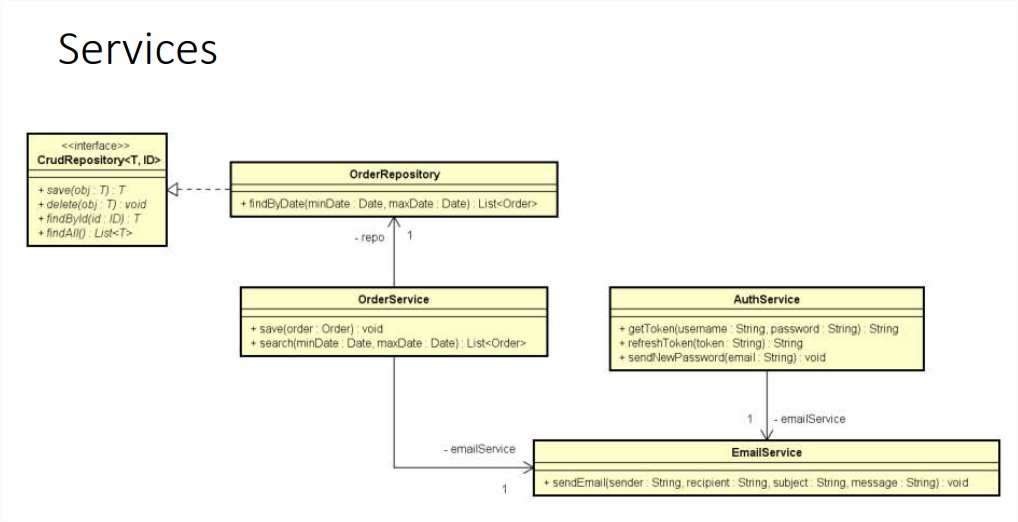 Services
<<interface>>
CrudRepository<T, ID>
+ save(obj : T) : T
+ delete(obj : T) : void
+ findById(id : ID) : T
+ findAll() : List<T>
OrderRepository
+ findByDate(minDate : Date, maxDate : Date) : List<Order>
- repo
1
OrderService
+ save(order : Order) : void
+ search(minDate : Date, maxDate : Date) : List<Order>
AuthService
+ getToken(username : String, password : String) : String
+ refreshToken(token : String) : String
+ sendNewPassword(email : String) : void
1
- emailService
- emailService
1
EmailService
+ sendEmail(sender : String, recipient : String, subject : String, message : String) : void